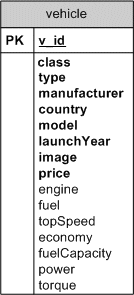 vehicle
PK v_id
class
type
manufacturer
country
model
launchYear
image
price
engine
fuel
topSpeed
economy
fuelCapacity
power
torque